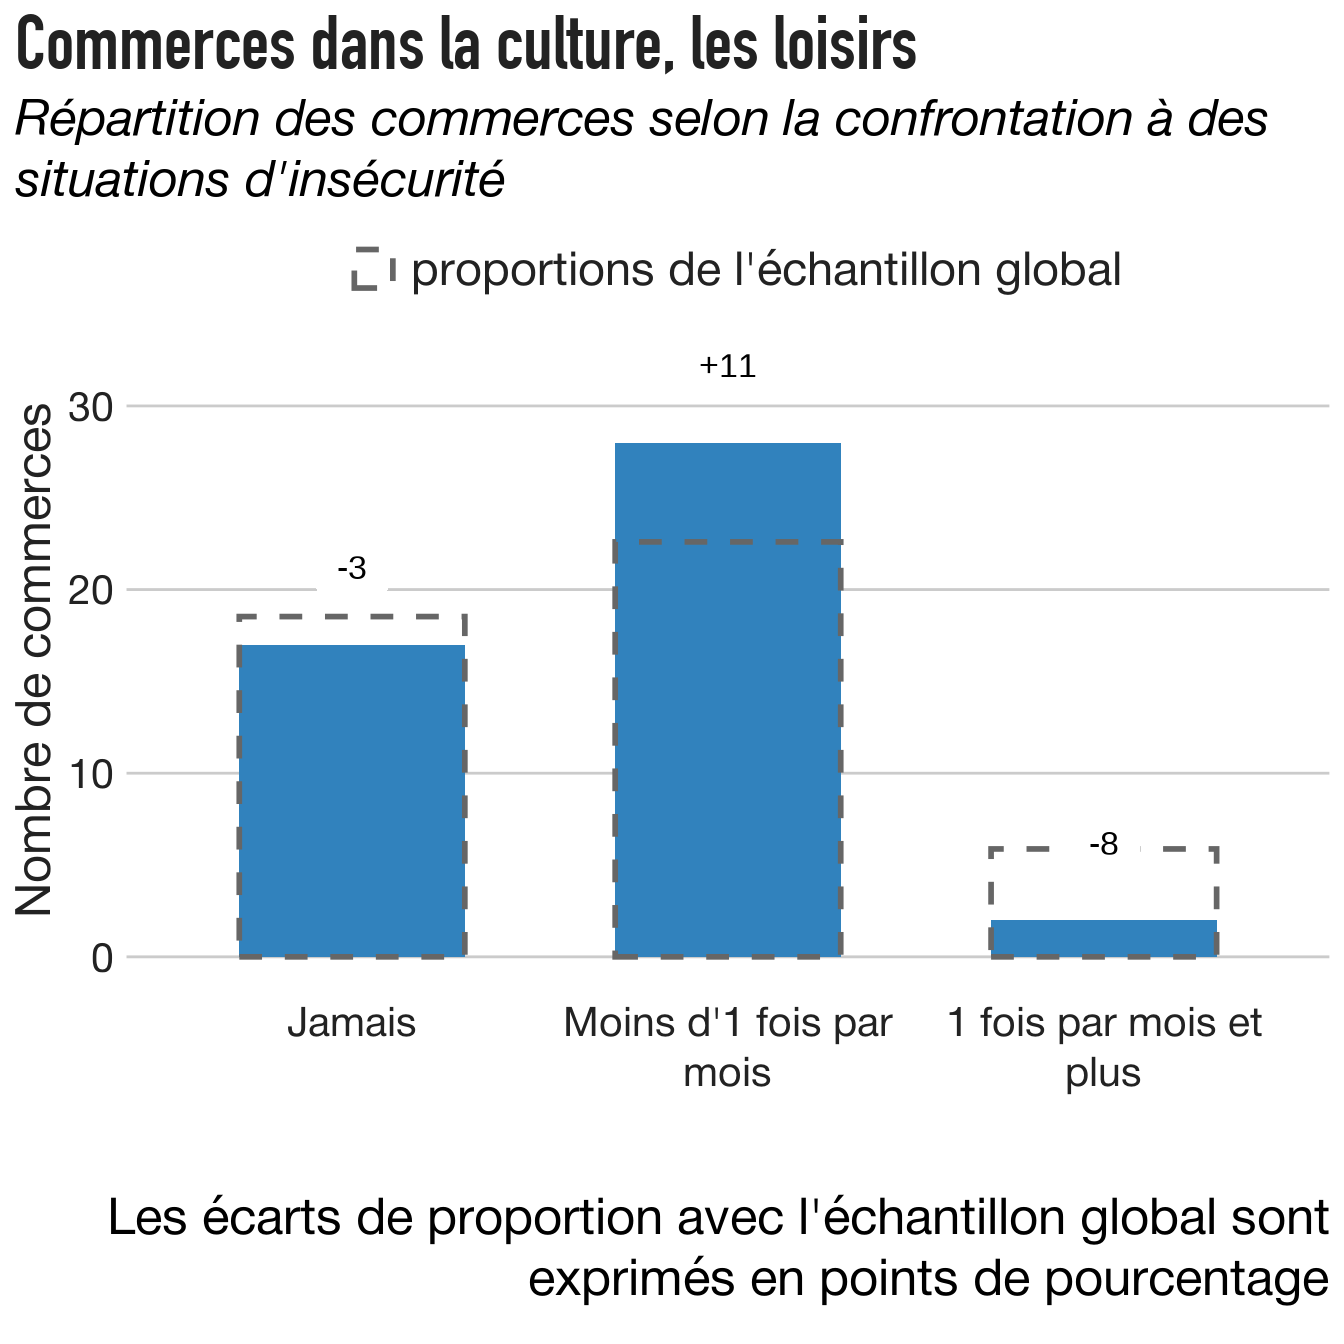 Commerces dans la culture, les loisirs
Répartition des commerces selon la confrontation à des
situations d'insécurité
proportions de l'échantillon global
Nombre de commerces
30
20
10
0
+11
-3
-8
Jamais
Moins d'1 fois par
mois
1 fois par mois et
plus
Les écarts de proportion avec l'échantillon global sont
exprimés en points de pourcentage